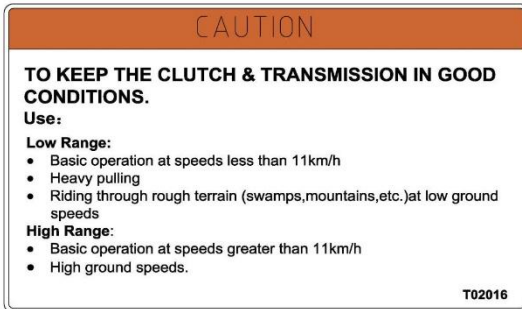 CAUTION
TO KEEP THE CLUTCH & TRANSMISSION IN GOOD
CONDITIONS.
Use:
Low Range:
• Basic operation at speeds less than 11km/h
• Heavy pulling
• Riding through rough terrain (swamps,mountains,etc.)at low ground
speeds
High Range:
• Basic operation at speeds greater than 11km/h
• High ground speeds.
T02016